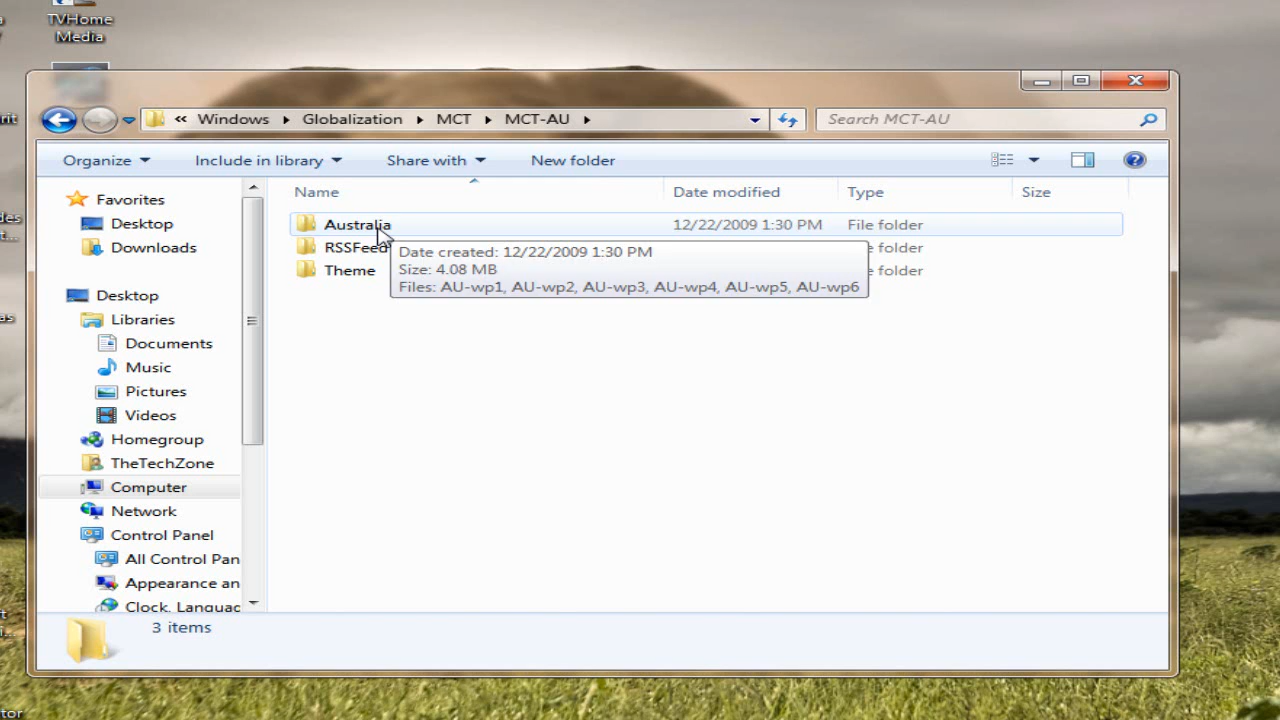 TVHome
Media
« Windows Globalization MCT MCT-AU
Search MCT-AU
Organize Include in library Share with New folder
Name Date modified Type Size
Favorites
Desktop
Downloads
Desktop
Libraries
Documents
Music
Pictures
Videos
Homegroup
TheTechZone
Computer
Network
Control Panel
All Control Pan
Appearance an
Clock, Languag
Australia 12/22/2009 1:30 PM File folder
RSSFeed
folder
Theme
folder
Date created: 12/22/2009 1:30 PM
Size: 4.08 MB
Files: AU-wp1, AU-wp2, AU-wp3, AU-wp4, AU-wp5, AU-wp6
3 items